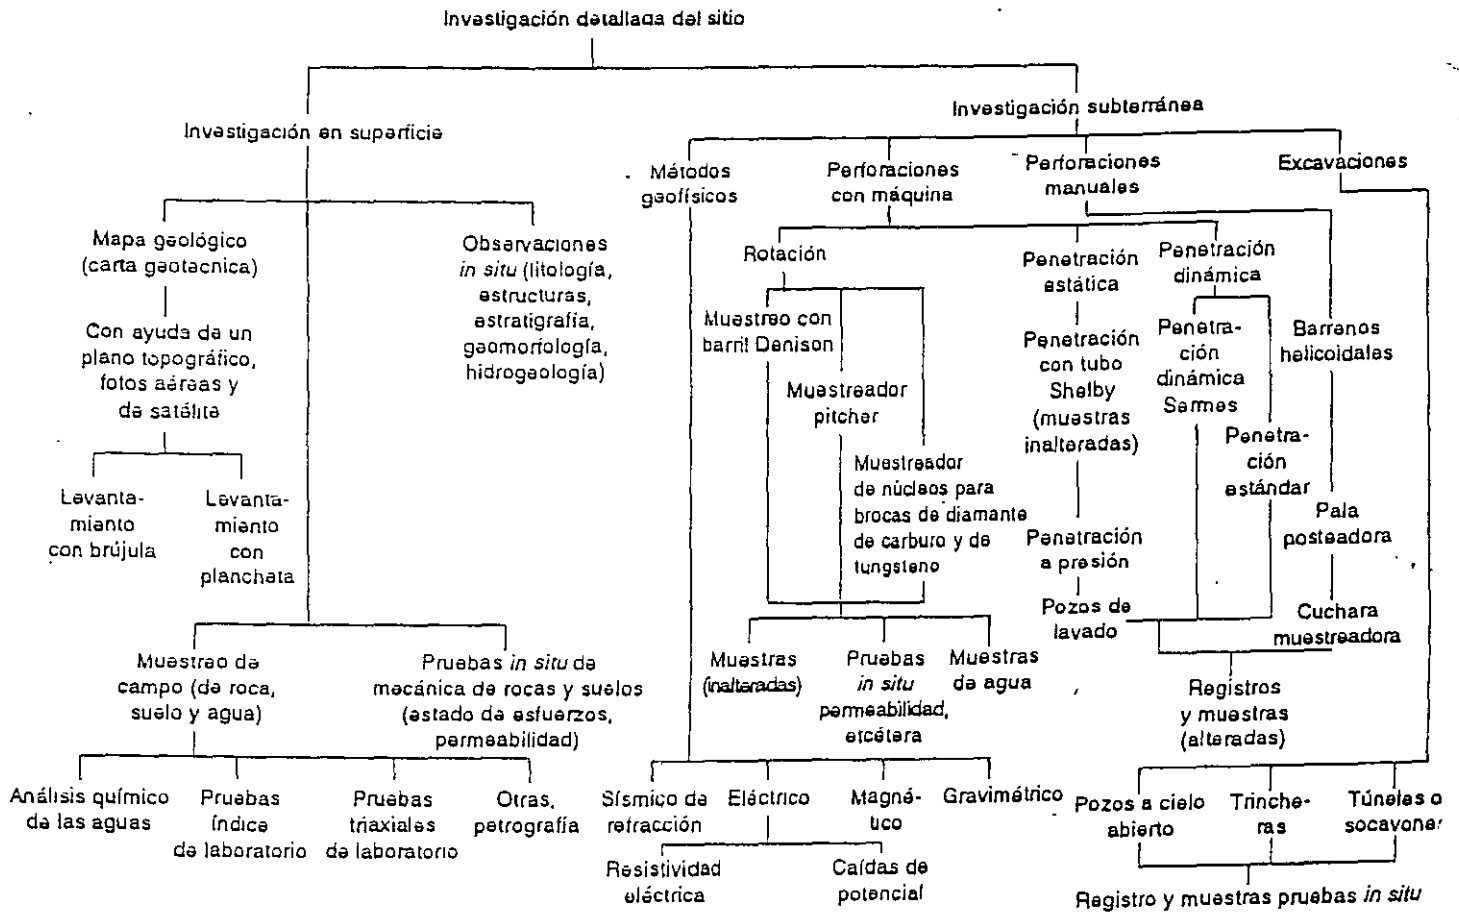 Investigación detallada del sitio
Investigación en superficie
Investigación subterránea
Mapa geológico
(carta geotecnica)
Observaciones
in situ (litología,
estructuras,
estratigrafía,
geomorfología,
hidrogeología)
Con ayuda de un
plano topográfico,
fotos aéreas y
de satélite
Levanta-
miento
con brújula
Levanta-
miento
con
plancheta
Muestreo de
campo (de roca,
suelo y agua)
Pruebas in situ de
mecánica de rocas y suelos
(estado de esfuerzos,
permeabilidad)
Análisis químico
de las aguas
Pruebas
índice
de laboratorio
Pruebas
triaxiales
de laboratorio
Otras,
petrografía
Métodos
geofísicos
Perforaciones
con máquina
Perforaciones
manuales
Excavaciones
Rotación
Penetración
estática
Penetración
dinámica
Muestreo con
barril Denison
Muestreador
pitcher
Muestreador
de núcleos para
brocas de diamante
de carburo y de
tungsteno
Penetración
con tubo
Shelby
(muestras
inalteradas)
Penetra-
ción
dinámica
Sermes
Penetra-
ción
estándar
Barrenos
helicoidales
Penetración
a presión
Pala
posteadora
Pozos de
lavado
Cuchara
muestreadora
Muestras
(inalteradas)
Pruebas
in situ
permeabilidad,
etcétera
Muestras
de agua
Registros
y muestras
(alteradas)
Sísmico de
refracción
Eléctrico
Magné-
tico
Gravimétrico
Resistividad
eléctrica
Caídas de
potencial
Pozos a cielo
abierto
Trinche-
ras
Túneles o
socavones
Registro y muestras pruebas in situ